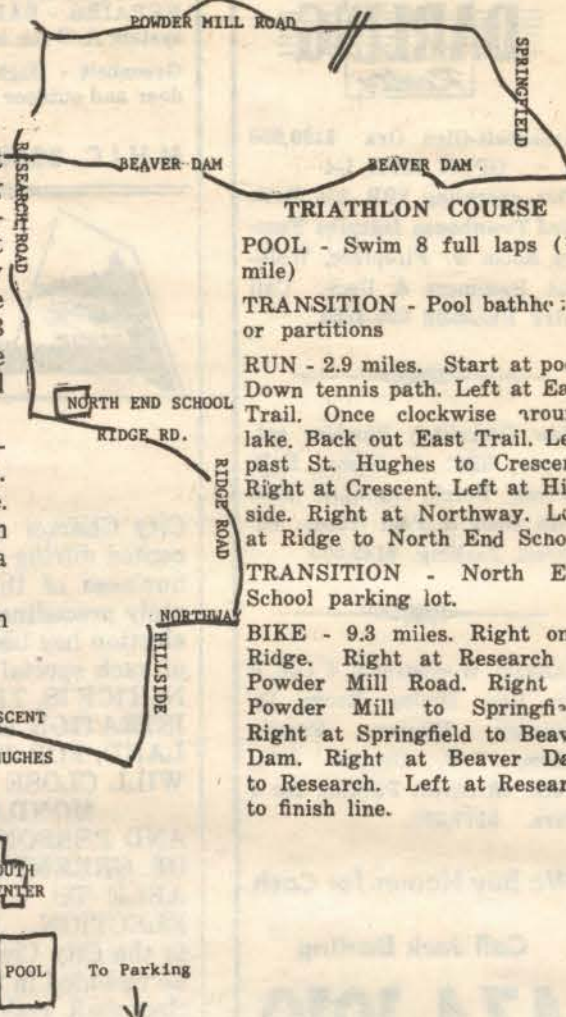 POWDER MILL ROAD
SPRINGFIELD
RESEARCH ROAD
BEAVER DAM
BEAVER DAM
TRIATHLON COURSE
POOL - Swim 8 full laps (
mile)
TRANSITION - Pool
or partitions
RUN - 2.9 miles. Start at
Down tennis path. Left at
Trail. Once clockwise
lake. Back out East Trail.
past St. Hughes to
Right at Crescent. Left at
side. Right at Northway.
at Ridge to North End
TRANSITION - North
School parking lot.
BIKE - 9.3 miles. Right
Ridge. Right at Research
Powder Mill Road. Right
Powder Mill to
Right at Springfield to
Dam. Right at Beaver
to Research. Left at
to finish line.
NORTH END SCHOOL
RIDGE RD.
RIDGE ROAD
NORTHWAY
HILLSIDE
SCENT
HUGHES
POOL
To Parking